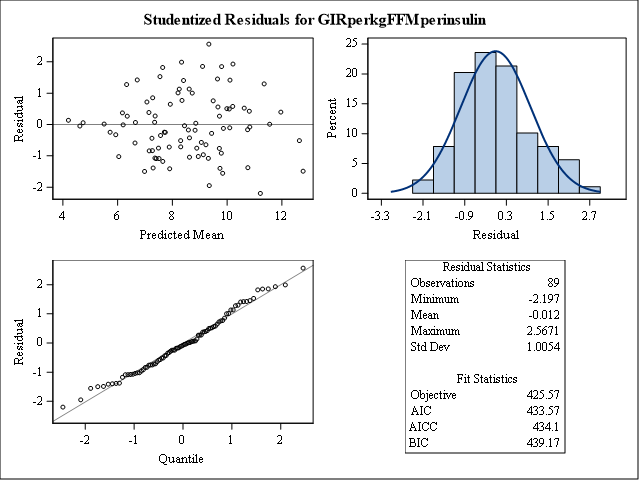 Studentized Residuals for GIRperkgFFMperinsulin
2
1
0
-1
-2
Residual
4
6
8
10
12
Predicted Mean
25
20
15
10
5
0
Percent
-3.3
-2.1
-0.9
0.3
1.5
2.7
Residual
2
1
0
-1
-2
Residual
-2
-1
0
1
2
Quantile
Residual Statistics
Observations 89
Minimum -2.197
Mean -0.012
Maximum 2.5671
Std Dev 1.0054
Fit Statistics
Objective 425.57
AIC 433.57
AICC 434.1
BIC 439.17